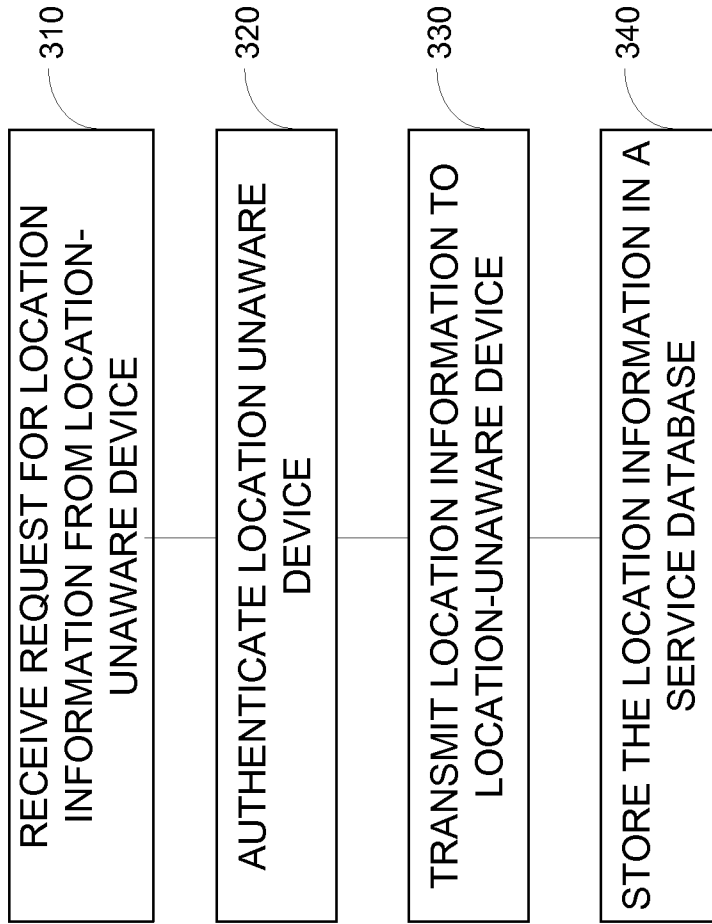 RECEIVE REQUEST FOR LOCATION
INFORMATION FROM LOCATION-
UNAWARE DEVICE
310
AUTHENTICATE LOCATION UNAWARE
DEVICE
320
TRANSMIT LOCATION INFORMATION TO
LOCATION-UNAWARE DEVICE
330
STORE THE LOCATION INFORMATION IN A
SERVICE DATABASE
340